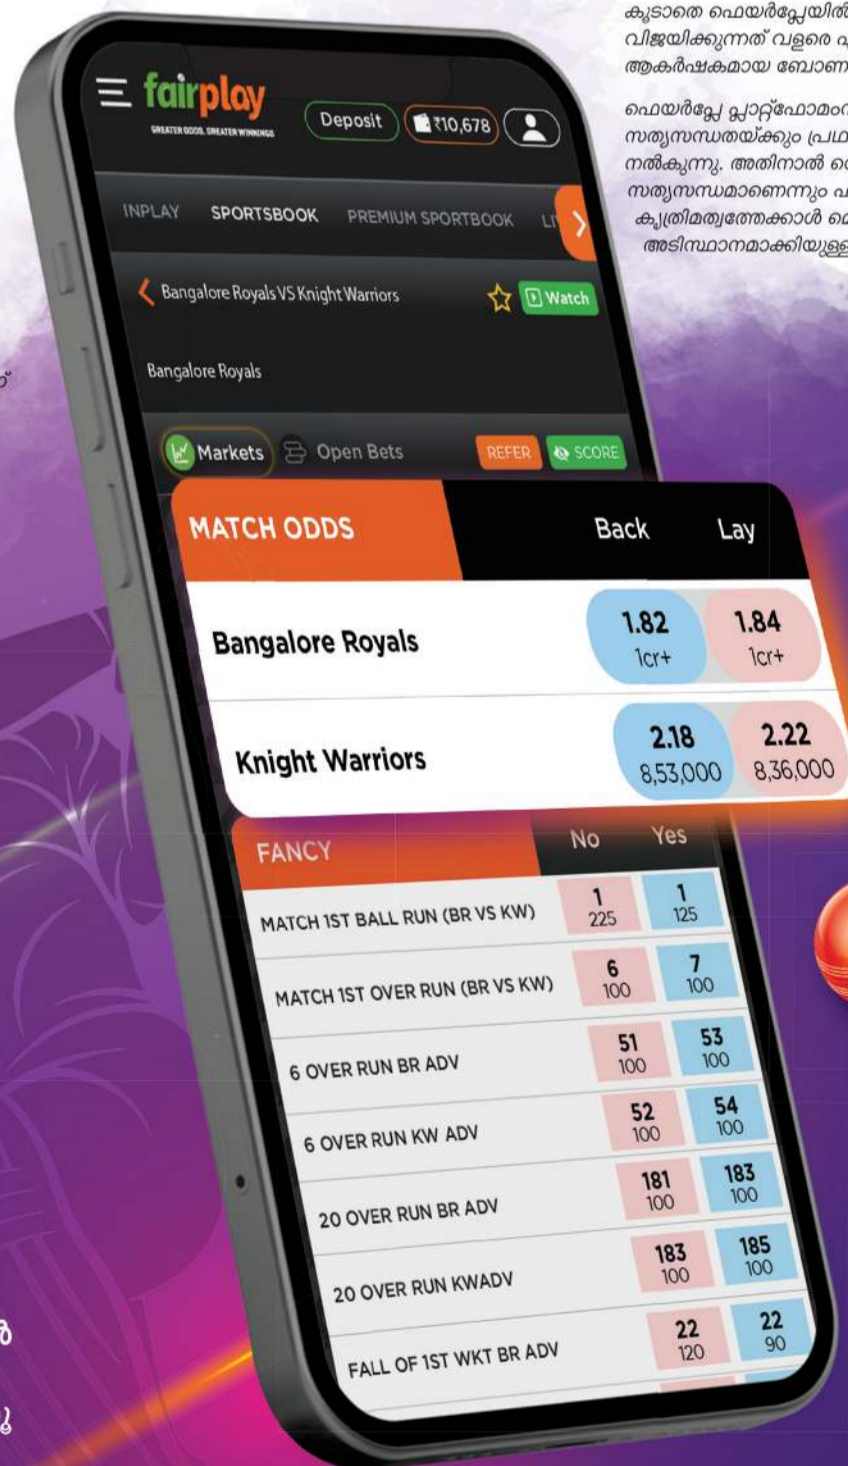 കൂടാതെ ഫെയർപ്ലേയിൽ
വിജയിക്കുന്നത് വളരെ
ആകർഷകമായ
ഫെയർപ്ലേ
സത്യസന്ധതയ്ക്കും
നൽകുന്നു. അതിനാൽ
സത്യസന്ധമാണെന്നും
കൃത്രിമത്വത്തേക്കാൾ
അടിസ്ഥാനമാക്കിയുള്ള
fairplay
GREATER ODDS. GREATER WINNINGS
Deposit ₹10,678
INPLAY SPORTSBOOK PREMIUM SPORTBOOK
Bangalore Royals VS Knight Warriors Watch
Bangalore Royals
Markets Open Bets REFER SCORE
MATCH ODDS Back Lay
Bangalore Royals 1.82 1.84
1cr+ 1cr+
Knight Warriors 2.18 2.22
8,53,000 8,36,000
FANCY No Yes
MATCH 1ST BALL RUN (BR VS KW) 1 1
225 125
MATCH 1ST OVER RUN (BR VS KW) 6 7
100 100
6 OVER RUN BR ADV 51 53
100 100
6 OVER RUN KW ADV 52 54
100 100
20 OVER RUN BR ADV 181 183
100 100
20 OVER RUN KWADV 183 185
100 100
FALL OF 1ST WKT BR ADV 22 22
120 90